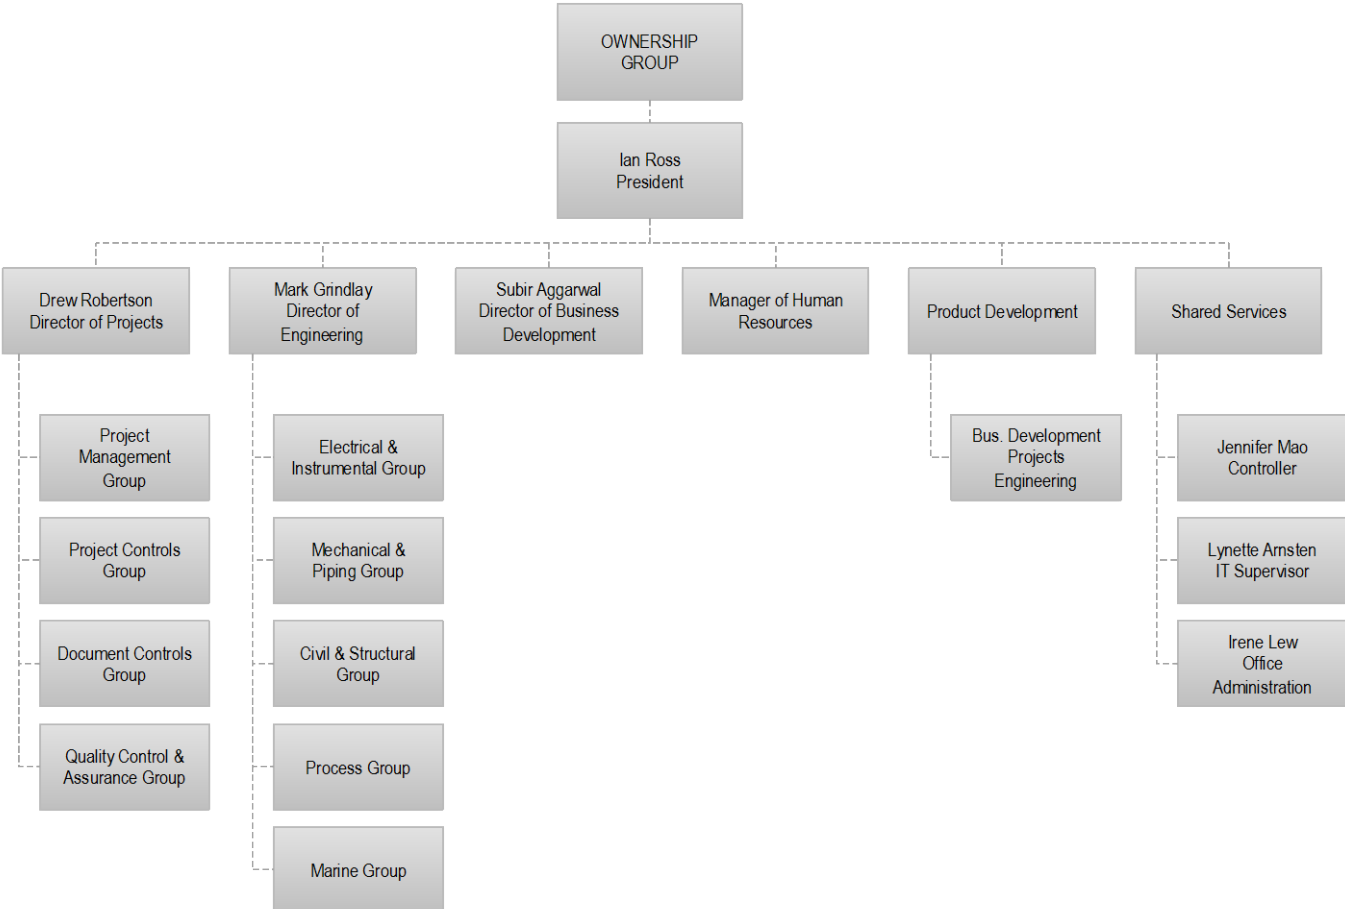 OWNERSHIP
GROUP
Ian Ross
President
Drew Robertson
Director of Projects
Mark Grindlay
Director of
Engineering
Subir Aggarwal
Director of Business
Development
Manager of Human
Resources
Product Development
Shared Services
Project
Management
Group
Project Controls
Group
Document Controls
Group
Quality Control &
Assurance Group
Electrical &
Instrumental Group
Mechanical &
Piping Group
Civil & Structural
Group
Process Group
Marine Group
Bus. Development
Projects
Engineering
Jennifer Mao
Controller
Lynette Arnsten
IT Supervisor
Irene Lew
Office
Administration